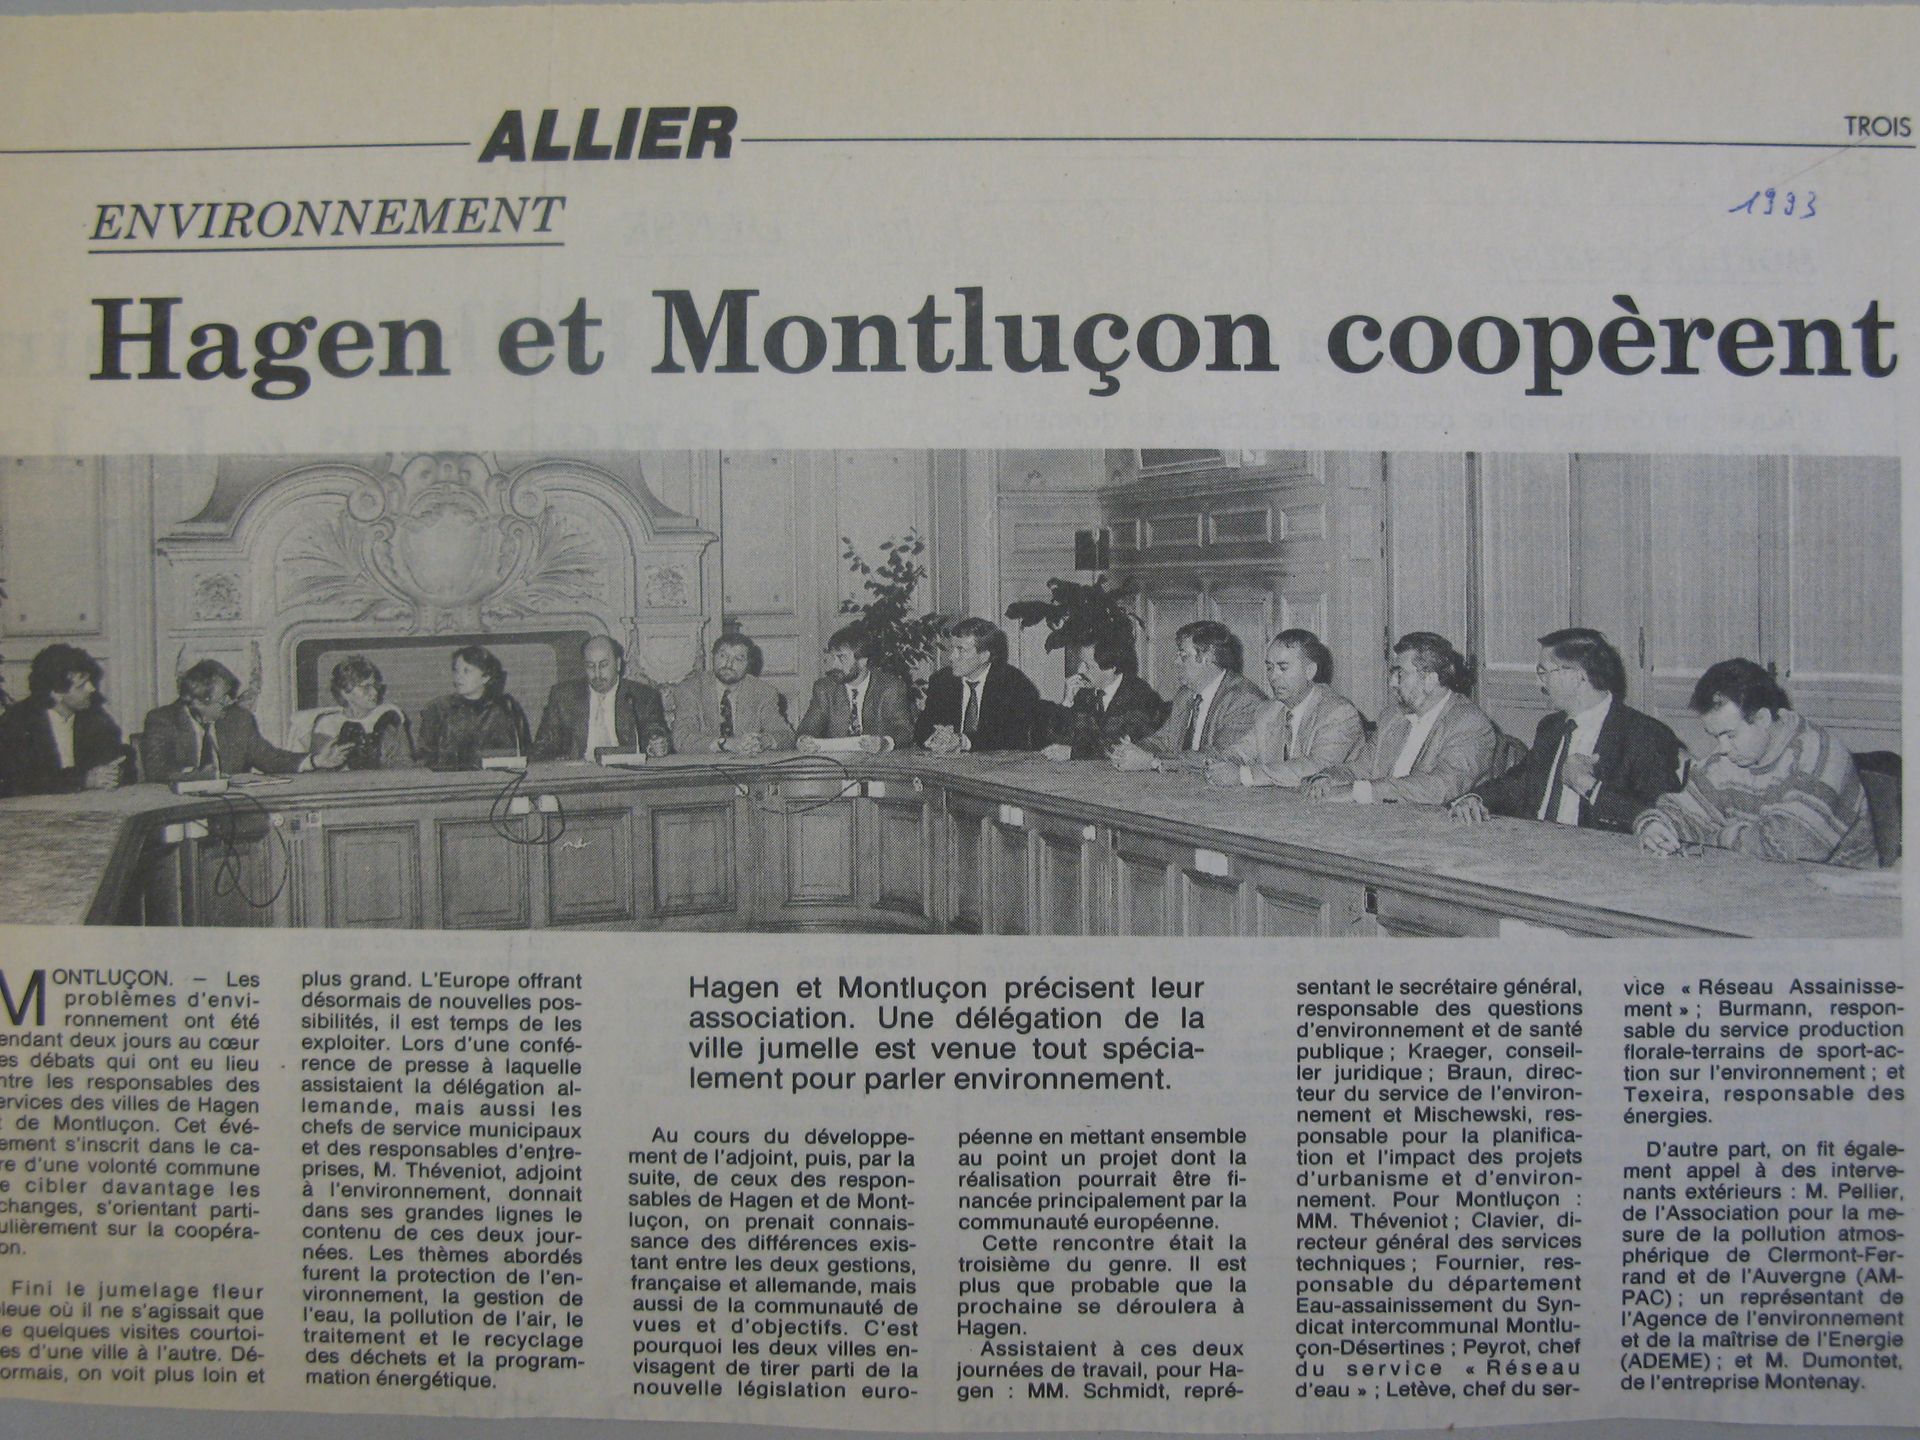 ALLIER
TROIS
ENVIRONNEMENT
1993
Hagen et Montluçon coopèrent
MONTLUÇON. – Les
problèmes d'envi-
ronnement ont été
endant deux jours au cœur
es débats qui ont eu lieu
ntre les responsables des
ervices des villes de Hagen
t de Montluçon. Cet évé-
ement s'inscrit dans le ca-
re d'une volonté commune
e cibler davantage les
changes, s'orientant parti-
ulièrement sur la coopéra-
on.
Fini le jumelage fleur
leue où il ne s'agissait que
e quelques visites courtoi-
es d'une ville à l'autre. Dé-
ormais, on voit plus loin et
plus grand. L'Europe offrant
désormais de nouvelles pos-
sibilités, il est temps de les
exploiter. Lors d'une confé-
rence de presse à laquelle
assistaient la délégation al-
lemande, mais aussi les
chefs de service municipaux
et des responsables d'entre-
prises, M. Théveniot, adjoint
à l'environnement, donnait
dans ses grandes lignes le
contenu de ces deux jour-
nées. Les thèmes abordés
furent la protection de l'en-
vironnement, la gestion de
l'eau, la pollution de l'air, le
traitement et le recyclage
des déchets et la program-
mation énergétique.
Hagen et Montluçon précisent leur
association. Une délégation de la
ville jumelle est venue tout spécia-
lement pour parler environnement.
Au cours du développe-
ment de l'adjoint, puis, par la
suite, de ceux des respon-
sables de Hagen et de Mont-
luçon, on prenait connais-
sance des différences exis-
tant entre les deux gestions,
française et allemande, mais
aussi de la communauté de
vues et d'objectifs. C'est
pourquoi les deux villes en-
visagent de tirer parti de la
nouvelle législation euro-
péenne en mettant ensemble
au point un projet dont la
réalisation pourrait être fi-
nancée principalement par la
communauté européenne.
Cette rencontre était la
troisième du genre. Il est
plus que probable que la
prochaine se déroulera à
Hagen.
Assistaient à ces deux
journées de travail, pour Ha-
gen : MM. Schmidt, repré-
sentant le secrétaire général,
responsable des questions
d'environnement et de santé
publique ; Kraeger, conseil-
ler juridique ; Braun, direc-
teur du service de l'environ-
nement et Mischewski, res-
ponsable pour la planifica-
tion et l'impact des projets
d'urbanisme et d'environ-
nement. Pour Montluçon :
MM. Théveniot ; Clavier, di-
recteur général des services
techniques ; Fournier, res-
ponsable du département
Eau-assainissement du Syn-
dicat intercommunal Montlu-
çon-Désertines ; Peyrot, chef
du service « Réseau
d'eau » ; Letève, chef du ser-
vice « Réseau Assainisse-
ment » ; Burmann, respon-
sable du service production
florale-terrains de sport-ac-
tion sur l'environnement ; et
Texeira, responsable des
énergies.
D'autre part, on fit égale-
ment appel à des interve-
nants extérieurs : M. Pellier,
de l'Association pour la me-
sure de la pollution atmos-
phérique de Clermont-Fer-
rand et de l'Auvergne (AM-
PAC) ; un représentant de
l'Agence de l'environnement
et de la maîtrise de l'Energie
(ADEME) ; et M. Dumontet,
de l'entreprise Montenay.